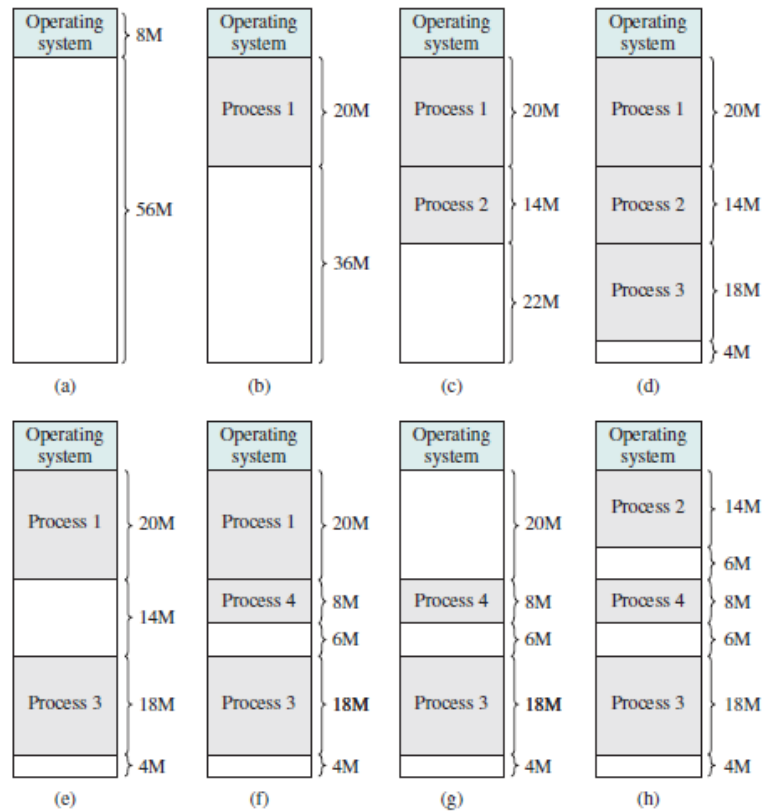 Operating
system
8M
56M
(a)
Operating
system
Process 1
20M
36M
(b)
Operating
system
Process 1
20M
Process 2
14M
22M
(c)
Operating
system
Process 1
20M
Process 2
14M
Process 3
18M
4M
(d)
Operating
system
Process 1
20M
14M
Process 3
18M
4M
(e)
Operating
system
Process 1
20M
Process 4
8M
6M
Process 3
18M
4M
(f)
Operating
system
20M
Process 4
8M
6M
Process 3
18M
4M
(g)
Operating
system
Process 2
14M
6M
Process 4
8M
6M
Process 3
18M
4M
(h)